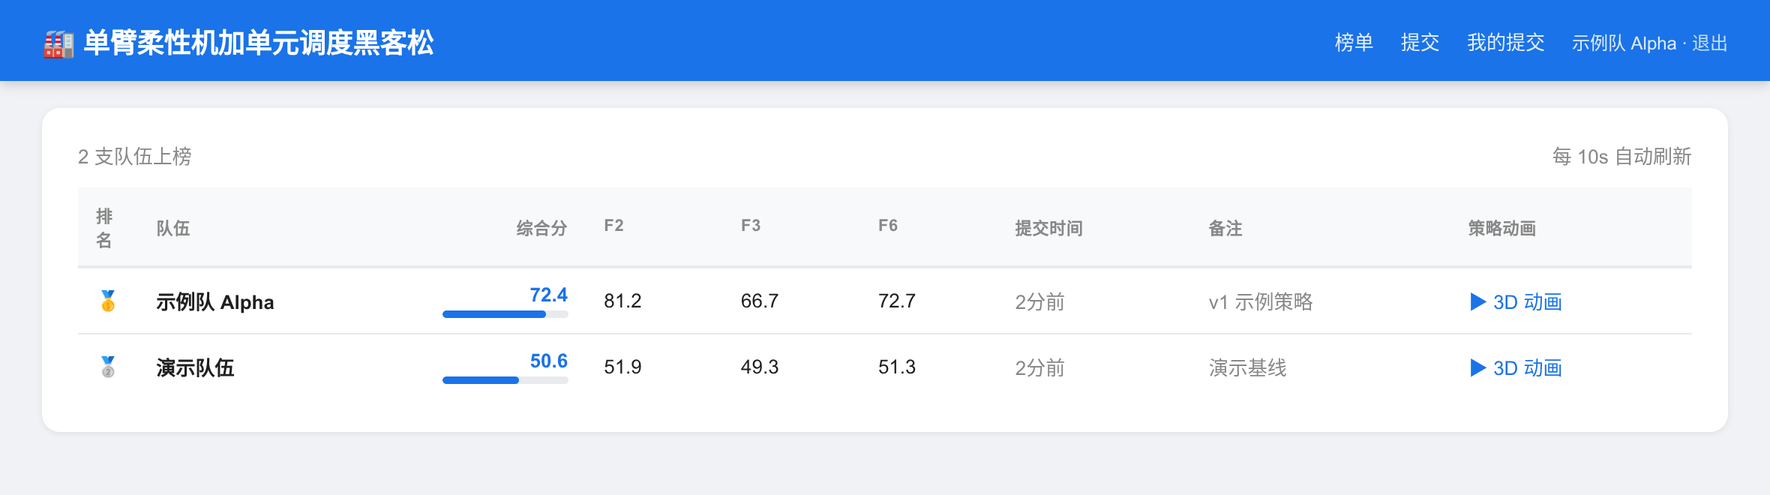 单臂柔性机加单元调度黑客松
榜单 提交 我的提交 示例队 Alpha · 退出
2 支队伍上榜 每 10s 自动刷新
排名 队伍 综合分 F2 F3 F6 提交时间 备注 策略动画
示例队 Alpha 72.4 81.2 66.7 72.7 2分前 v1 示例策略 ▶ 3D 动画
演示队伍 50.6 51.9 49.3 51.3 2分前 演示基线 ▶ 3D 动画